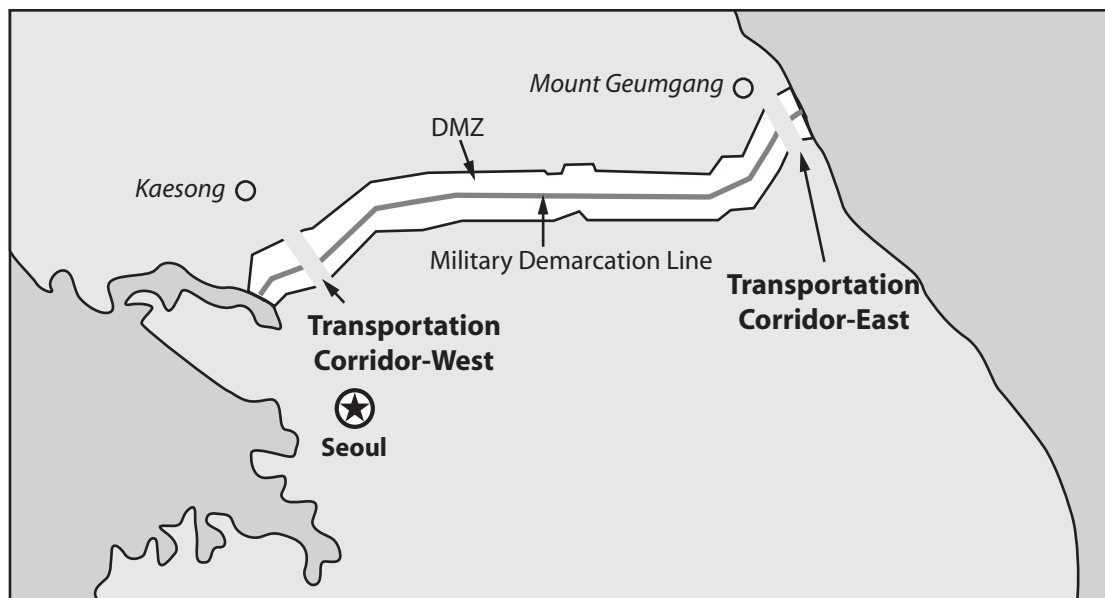 Mount Geumgang
DMZ
Kaesong
Military Demarcation Line
Transportation
Corridor-East
Transportation
Corridor-West
Seoul